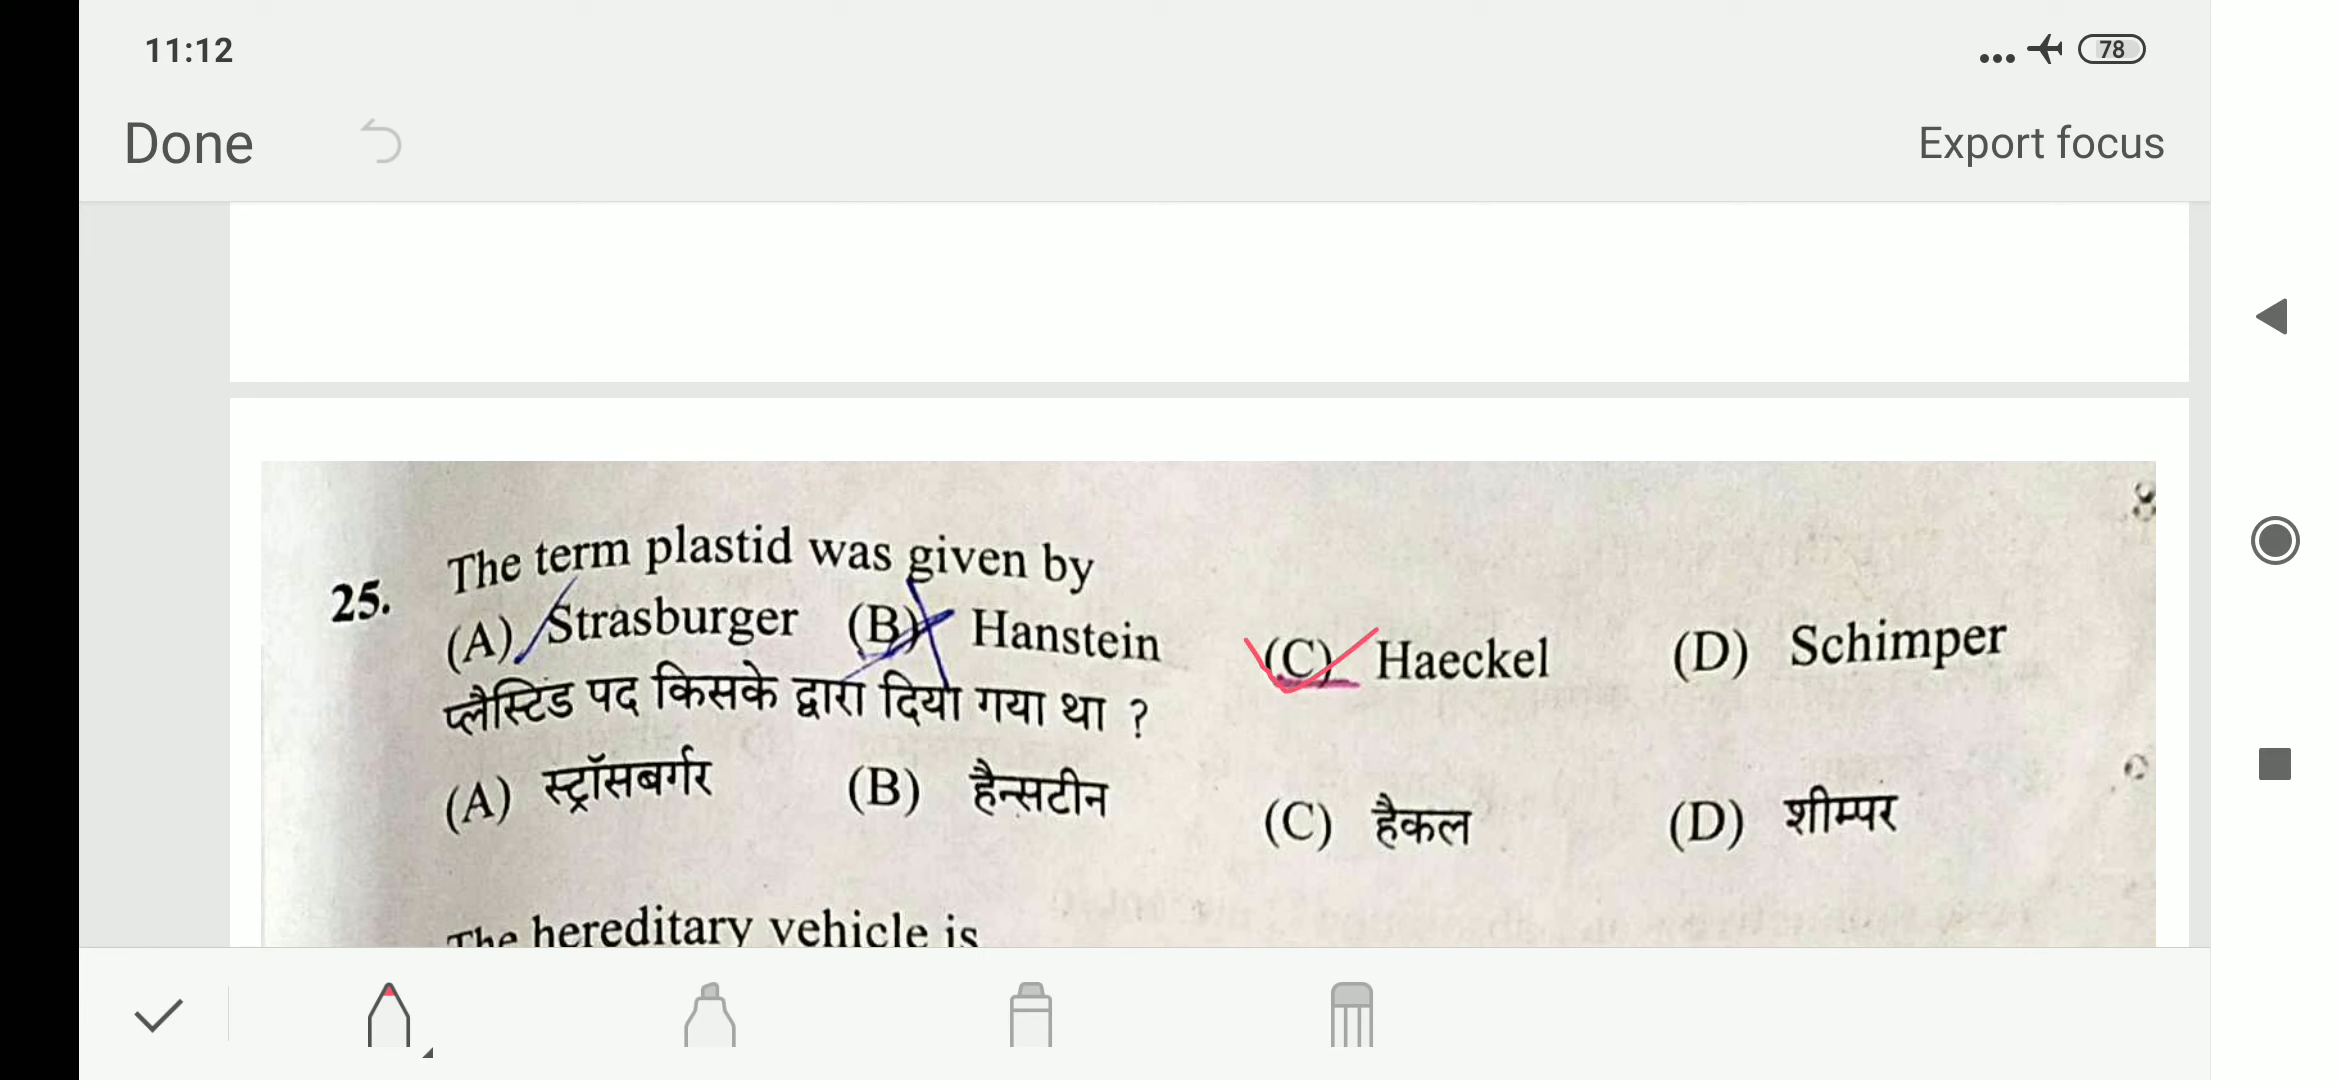 11:12
78
Done
Export focus
25. The term plastid was given by
(A) Strasburger (B) Hanstein (C) Haeckel (D) Schimper
प्लैस्टिड पद किसके द्वारा दिया गया था ?
(A) स्ट्रॉसबर्गर (B) हैन्सटीन (C) हैकल (D) शीम्पर
The hereditary vehicle is